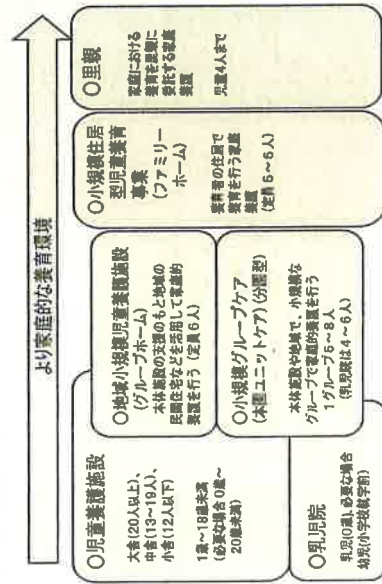 より家庭的な養育環境
○児童養護施設
大舎(20人以上)、
中舎(13〜19人)、
小舎(12人以下)
1歳〜18歳未満
(必要な場合 0歳〜
20歳未満)
○乳児院
乳児(0歳)、必要な場合
幼児(小学校就学前)
○地域小規模児童養護施設
(グループホーム)
本体施設の支援のもと地域の
民間住宅などを活用して家庭的
養護を行う (定員6人)
○小規模グループケア
(本園ユニットケア)(分園型)
本体施設や地域で、小規模な
グループで家庭的養護を行う
1グループ6〜8人
(乳児院は4〜6人)
○小規模住居
型児童養育
事業
(ファミリー
ホーム)
養育者の住居で
養育を行う家庭
養護
(定員 5〜6人)
○里親
家庭における
養育を里親に
委託する家庭
養護
児童4人まで